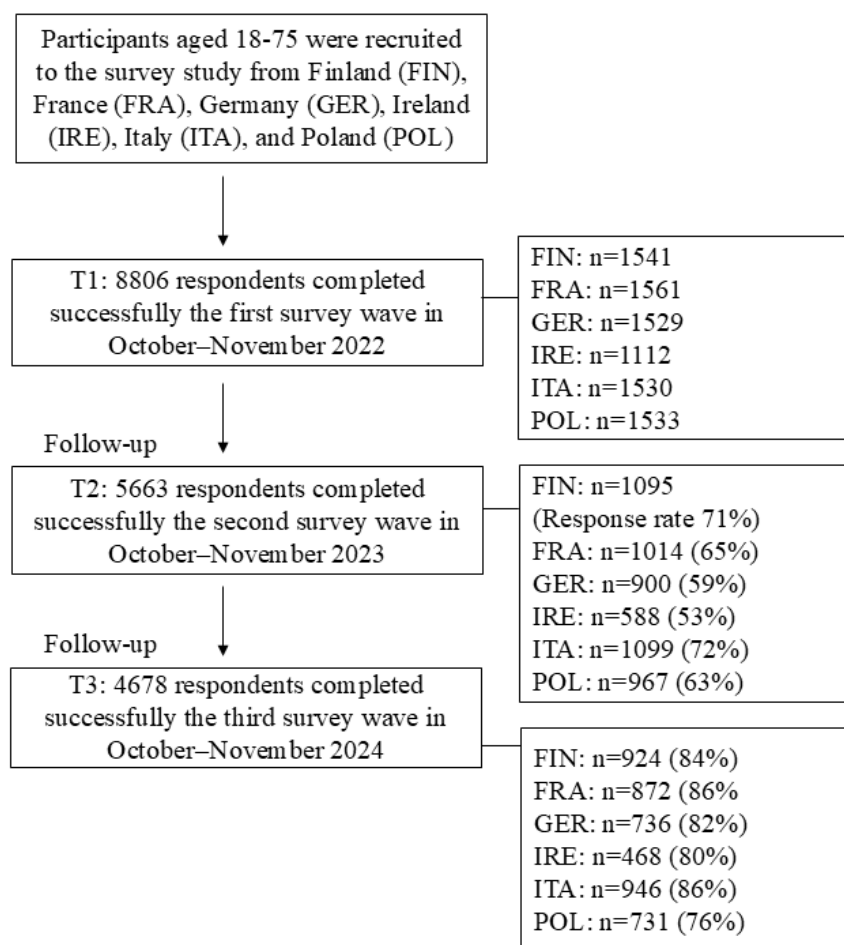 Participants aged 18-75 were recruited
to the survey study from Finland (FIN),
France (FRA), Germany (GER), Ireland
(IRE), Italy (ITA), and Poland (POL)
T1: 8806 respondents completed
successfully the first survey wave in
October–November 2022
FIN: n=1541
FRA: n=1561
GER: n=1529
IRE: n=1112
ITA: n=1530
POL: n=1533
Follow-up
T2: 5663 respondents completed
successfully the second survey wave in
October–November 2023
FIN: n=1095
(Response rate 71%)
FRA: n=1014 (65%)
GER: n=900 (59%)
IRE: n=588 (53%)
ITA: n=1099 (72%)
POL: n=967 (63%)
Follow-up
T3: 4678 respondents completed
successfully the third survey wave in
October–November 2024
FIN: n=924 (84%)
FRA: n=872 (86%
GER: n=736 (82%)
IRE: n=468 (80%)
ITA: n=946 (86%)
POL: n=731 (76%)